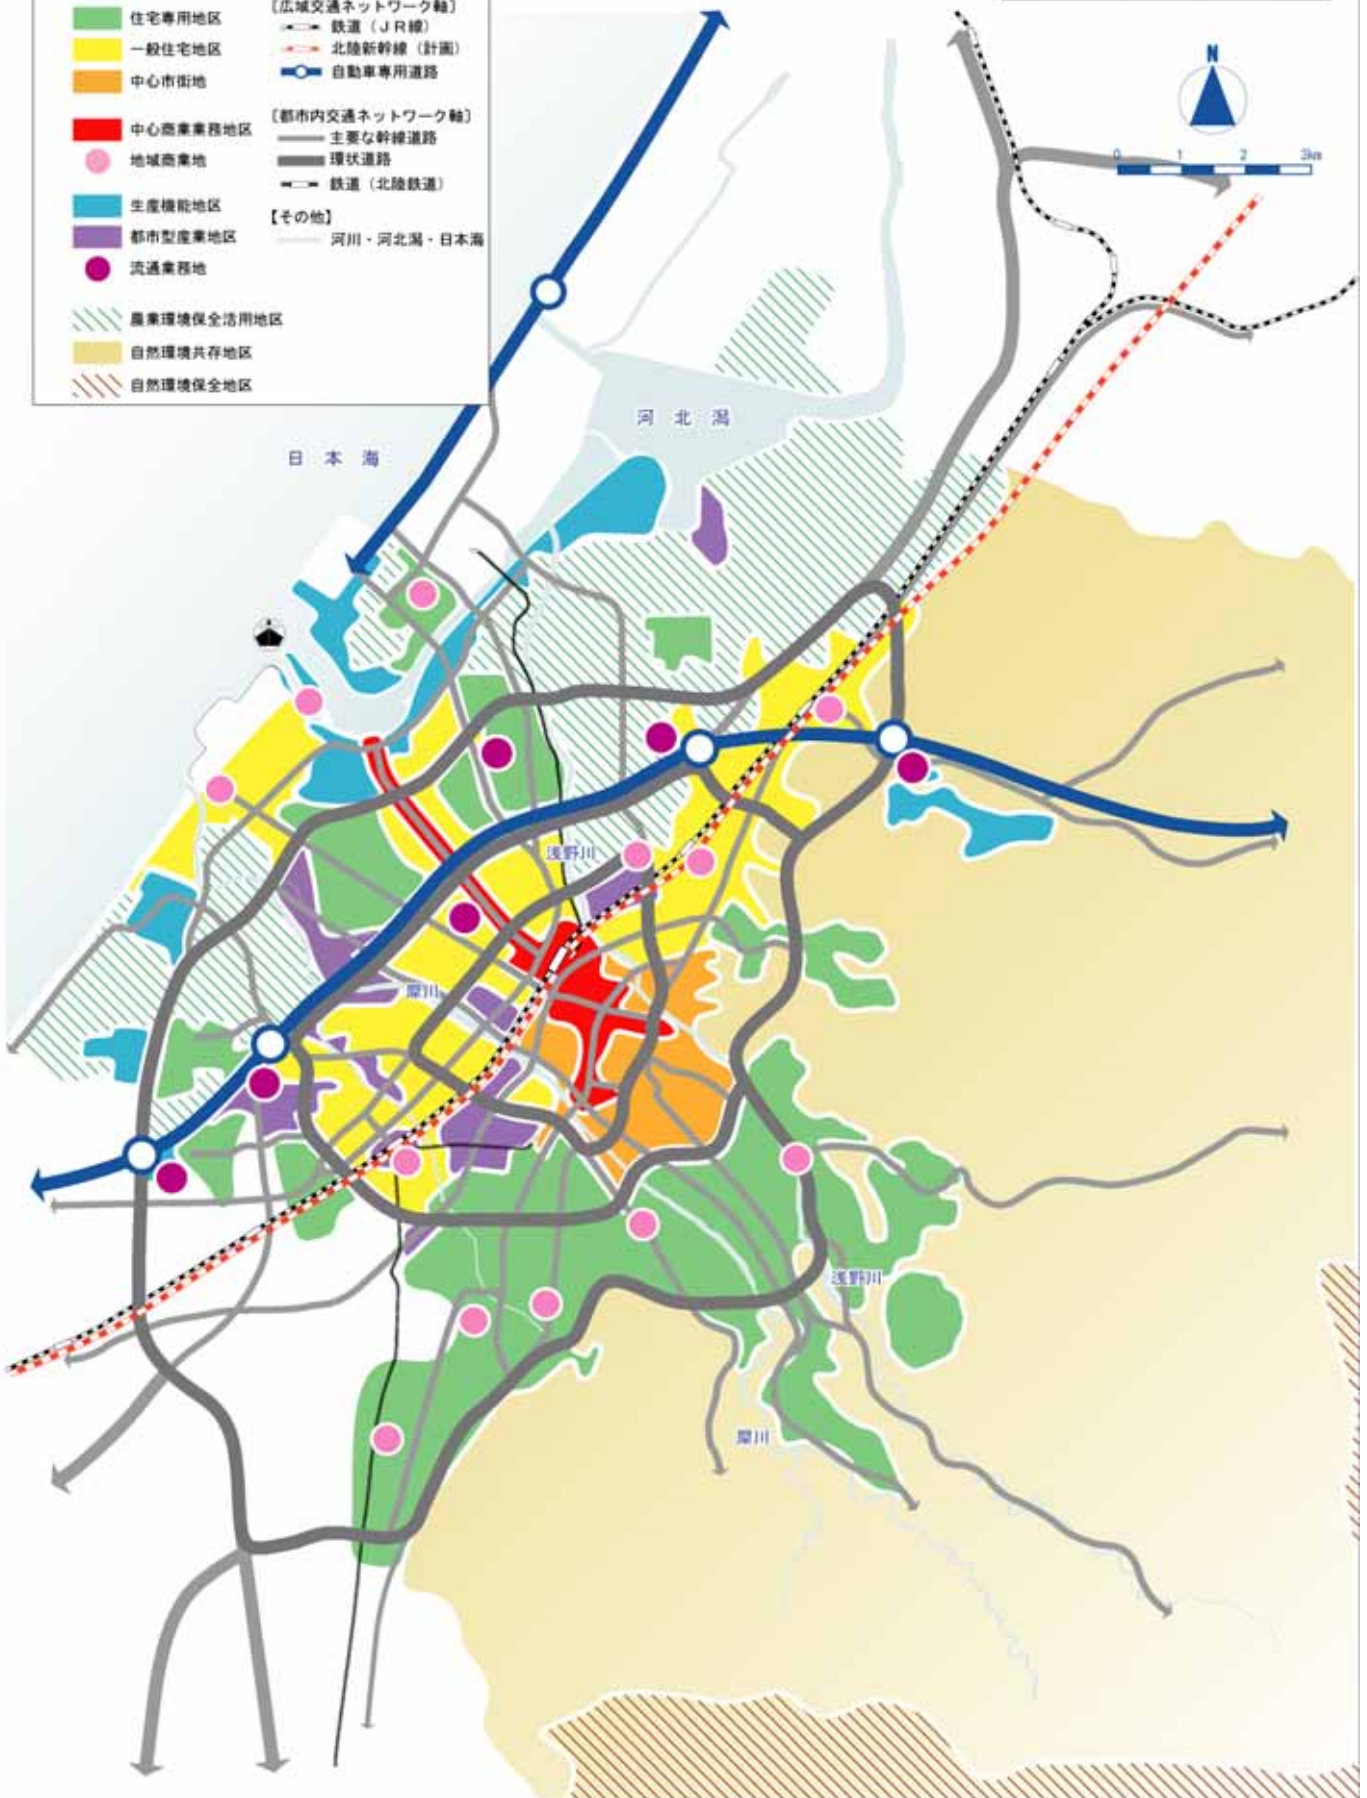 住宅専用地区
一般住宅地区
中心市街地
中心商業業務地区
地域商業地
生産機能地区
都市型産業地区
流通業務地
農業環境保全活用地区
自然環境共存地区
自然環境保全地区
〔広域交通ネットワーク軸〕
鉄道（ＪＲ線）
北陸新幹線（計画）
自動車専用道路
〔都市内交通ネットワーク軸〕
主要な幹線道路
環状道路
鉄道（北陸鉄道）
【その他】
河川・河北潟・日本海
N
0 1 2 3km
河北潟
日本海
浅野川
犀川
浅野川
犀川